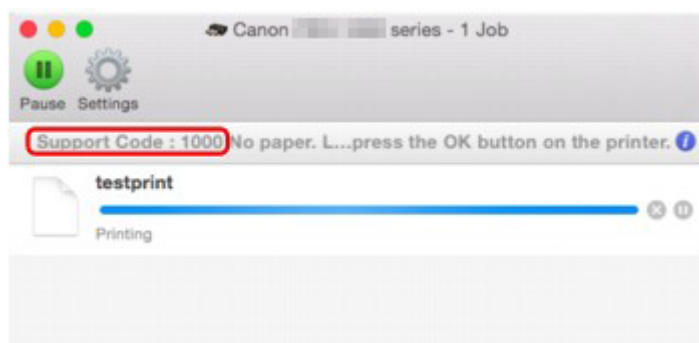 Canon series - 1 Job
Pause Settings
Support Code : 1000 No paper. L...press the OK button on the printer.
testprint
Printing